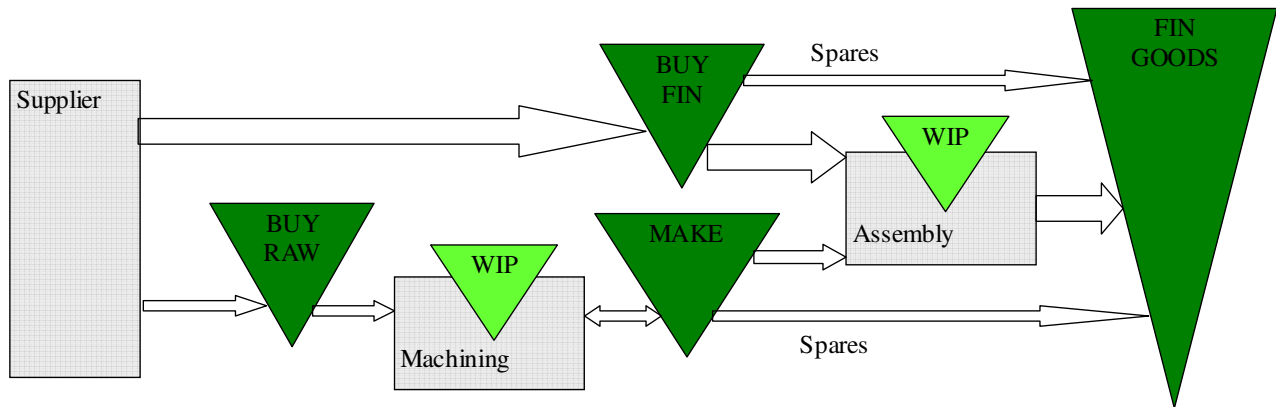 FIN
GOODS
Spares
BUY
FIN
Supplier
WIP
BUY
RAW
MAKE
Assembly
WIP
Spares
Machining